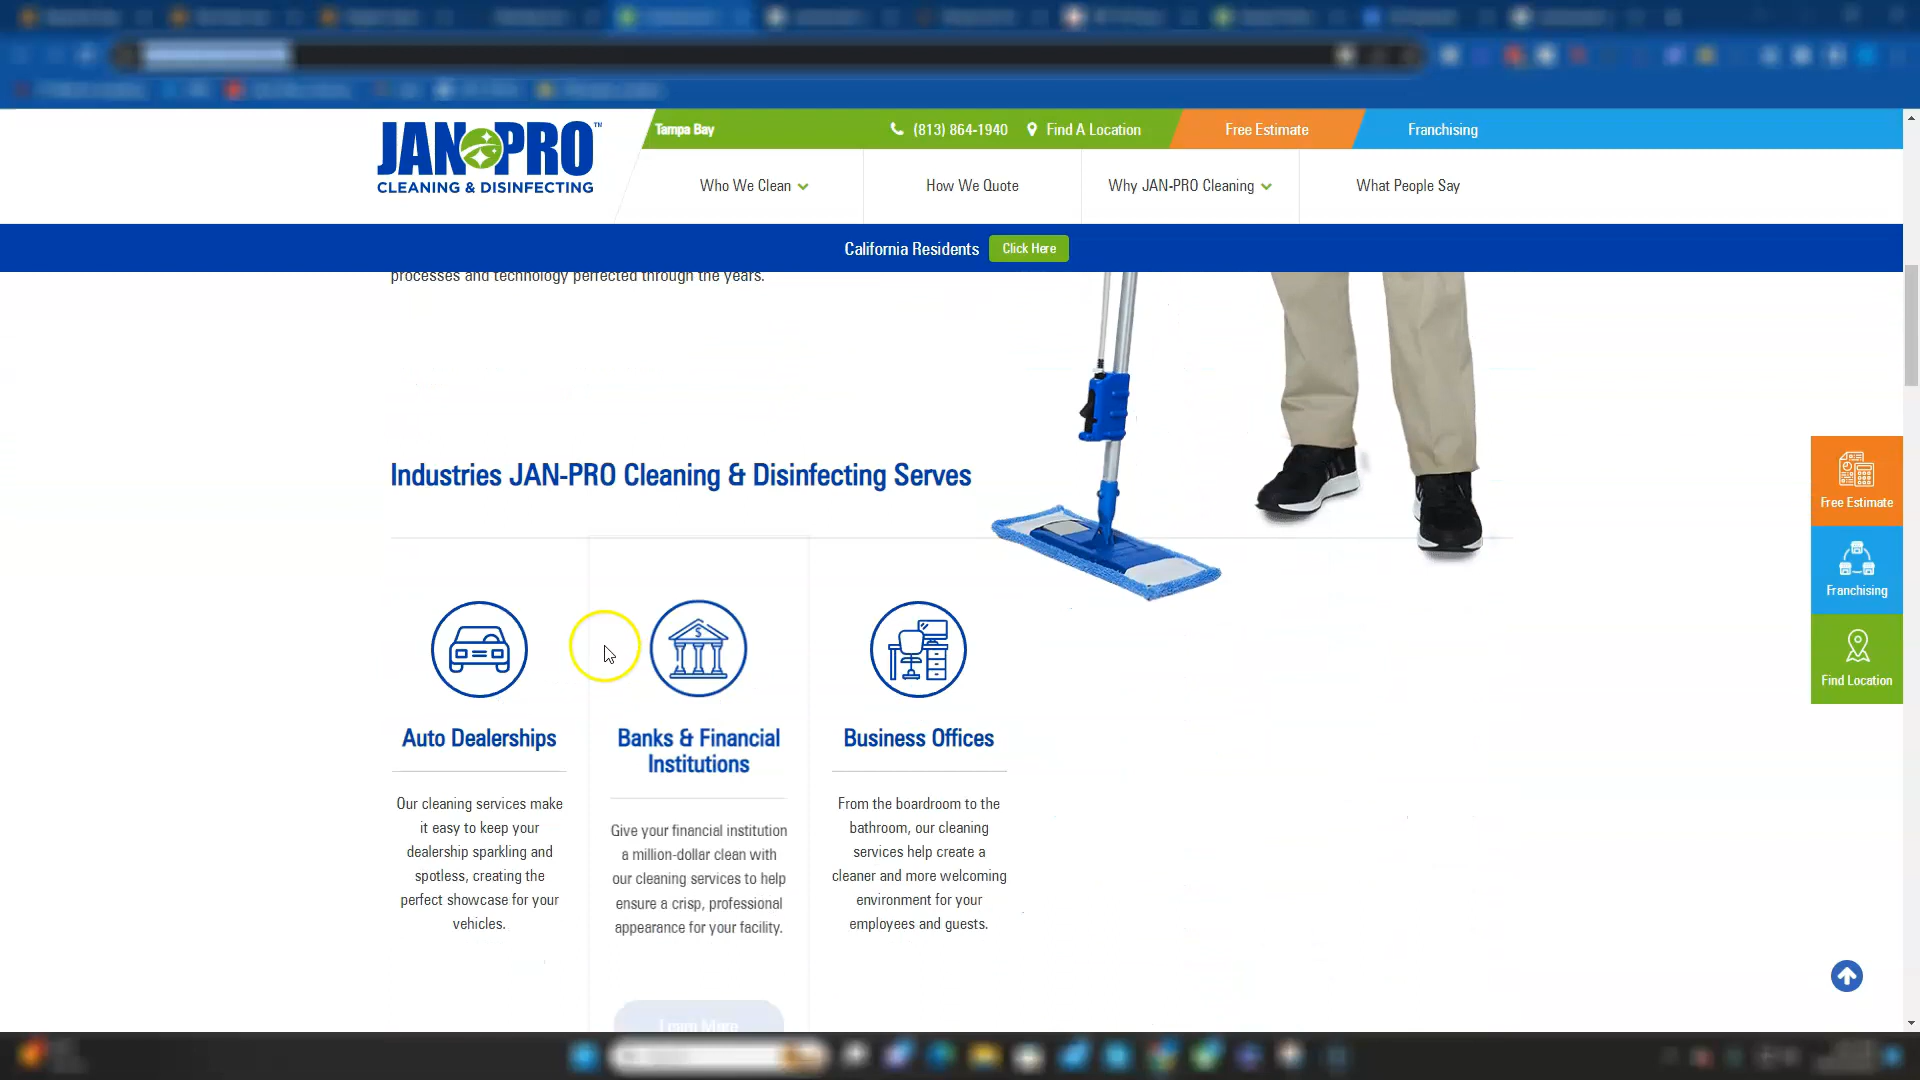 JAN PRO™
CLEANING & DISINFECTING
Tampa Bay
(813) 864-1940
Find A Location
Free Estimate
Franchising
Who We Clean
How We Quote
Why JAN-PRO Cleaning
What People Say
California Residents
Click Here
processes and technology perfected through the years.
Industries JAN-PRO Cleaning & Disinfecting Serves
Auto Dealerships
Our cleaning services make
it easy to keep your
dealership sparkling and
spotless, creating the
perfect showcase for your
vehicles.
$
Banks & Financial
Institutions
Give your financial institution
a million-dollar clean with
our cleaning services to help
ensure a crisp, professional
appearance for your facility.
Learn More
Business Offices
From the boardroom to the
bathroom, our cleaning
services help create a
cleaner and more welcoming
environment for your
employees and guests.
Free Estimate
Franchising
Find Location